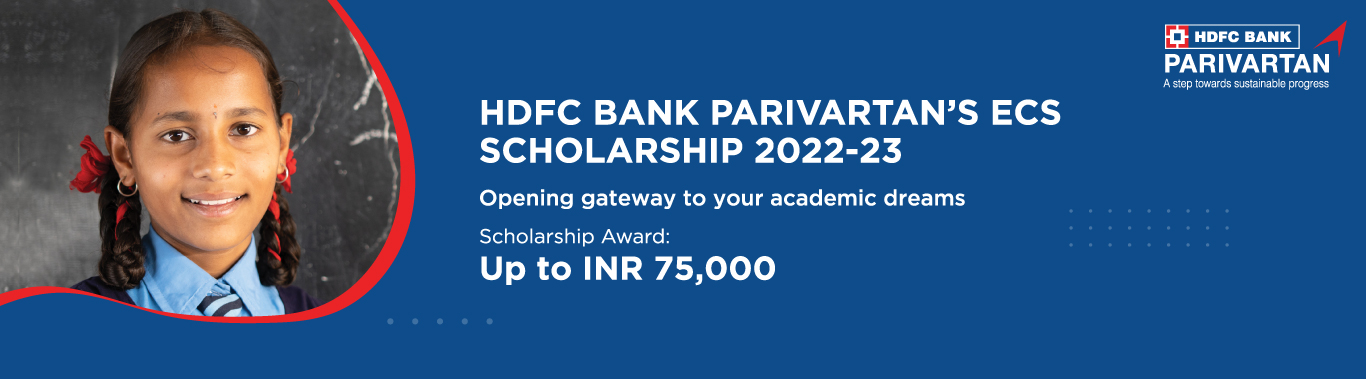 HDFC BANK
PARIVARTAN
A step towards sustainable progress
HDFC BANK PARIVARTAN’S ECS
SCHOLARSHIP 2022-23
Opening gateway to your academic dreams
Scholarship Award:
Up to INR 75,000